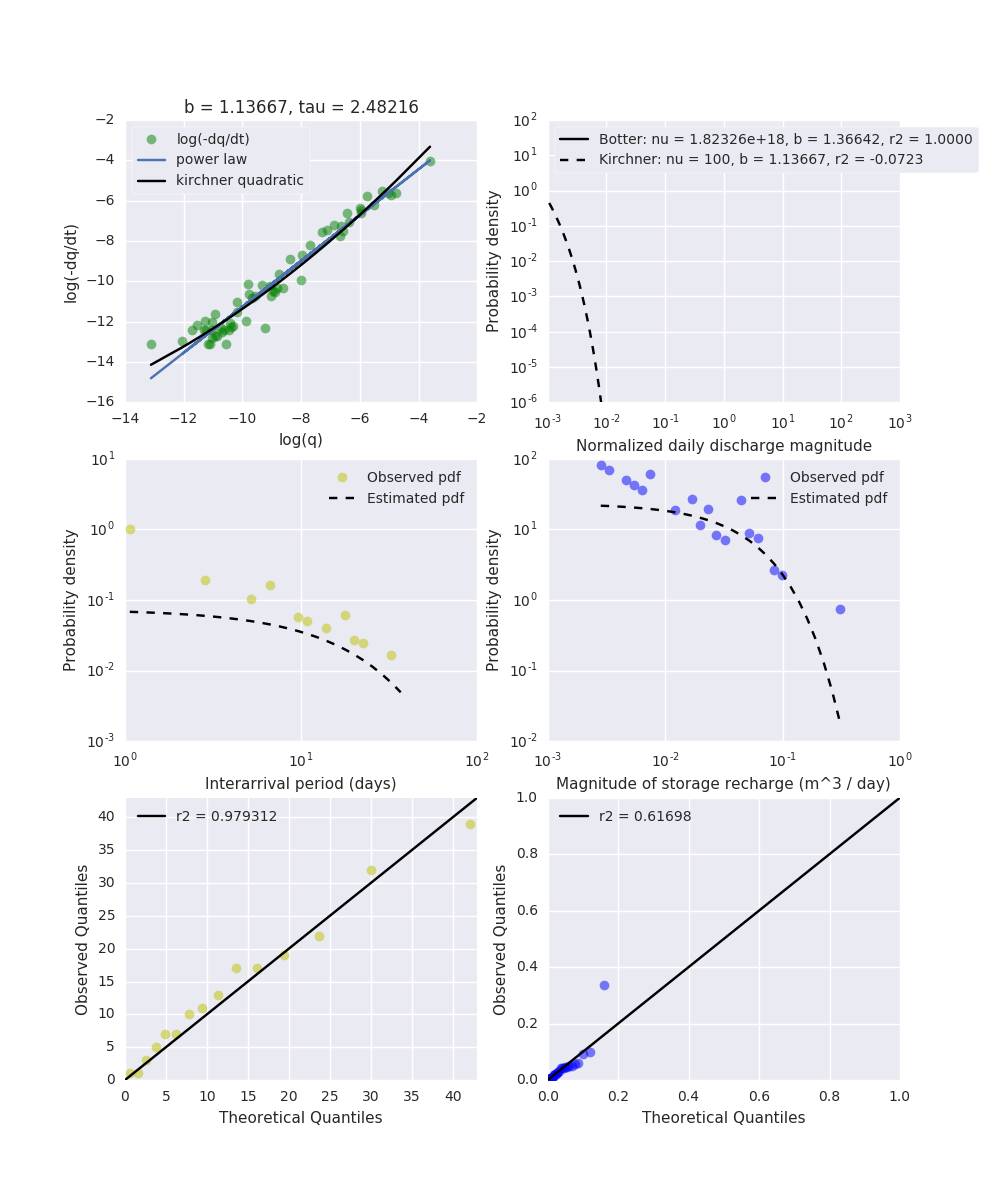 b = 1.13667, tau = 2.48216
log(-dq/dt)
power law
kirchner quadratic
−2
−4
−6
−8
−10
−12
−14
−16
log(-dq/dt)
−14 −12 −10 −8 −6 −4 −2
log(q)
Botter: nu = 1.82326e+18, b = 1.36642, r2 = 1.0000
Kirchner: nu = 100, b = 1.13667, r2 = -0.0723
10^2
10^1
10^0
10^-1
10^-2
10^-3
10^-4
10^-5
10^-6
Probability density
10^-3 10^-2 10^-1 10^0 10^1 10^2 10^3
Normalized daily discharge magnitude
Observed pdf
Estimated pdf
10^1
10^0
10^-1
10^-2
10^-3
Probability density
10^0 10^1 10^2
Interarrival period (days)
Observed pdf
Estimated pdf
10^2
10^1
10^0
10^-1
10^-2
Probability density
10^-3 10^-2 10^-1 10^0
Magnitude of storage recharge (m^3 / day)
r2 = 0.979312
40
35
30
25
20
15
10
5
0
Observed Quantiles
0 5 10 15 20 25 30 35 40
Theoretical Quantiles
r2 = 0.61698
1.0
0.8
0.6
0.4
0.2
0.0
Observed Quantiles
0.0 0.2 0.4 0.6 0.8 1.0
Theoretical Quantiles